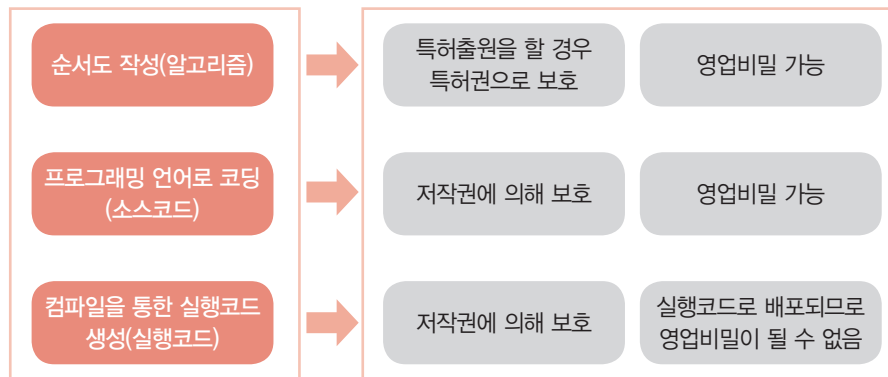 순서도 작성(알고리즘)
특허출원을 할 경우
특허권으로 보호
영업비밀 가능
프로그래밍 언어로 코딩
(소스코드)
저작권에 의해 보호
영업비밀 가능
컴파일을 통한 실행코드
생성(실행코드)
저작권에 의해 보호
실행코드로 배포되므로
영업비밀이 될 수 없음